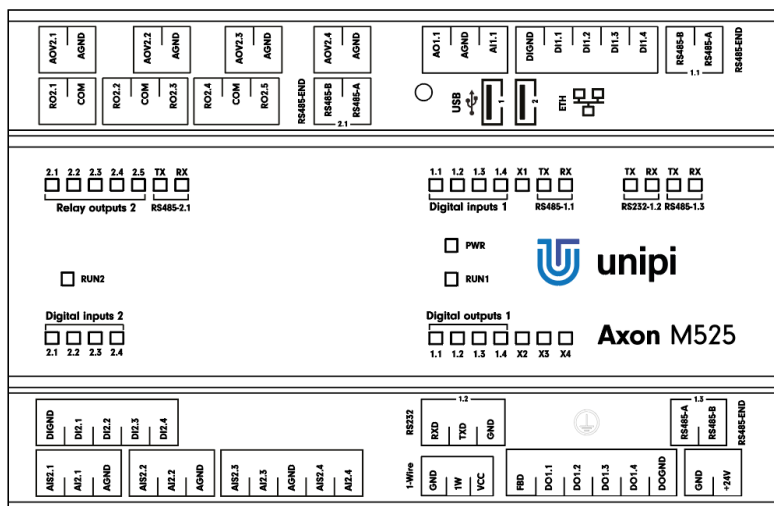 AOV2.1 AGND AOV2.2 AGND AOV2.3 AGND AOV2.4 AGND AO1.1 AGND AI1.1 DIGND DI1.1 DI1.2 DI1.3 DI1.4 RS485-B RS485-A RS485-END
1.1
RO2.1 COM RO2.2 COM RO2.3 RO2.4 COM RO2.5 RS485-END RS485-B RS485-A USB 1 2 ETH
2.1
2.1 2.2 2.3 2.4 2.5 TX RX 1.1 1.2 1.3 1.4 X1 TX RX TX RX TX RX
Relay outputs 2 RS485-2.1 Digital inputs 1 RS485-1.1 RS232-1.2 RS485-1.3
PWR
unipi
RUN2 RUN1
Digital inputs 2 Digital outputs 1
Axon M525
2.1 2.2 2.3 2.4 1.1 1.2 1.3 1.4 X2 X3 X4
1.2 1.3
DIGND DI2.1 DI2.2 DI2.3 DI2.4 RS232 RXD TXD GND RS485-A RS485-B RS485-END
AIS2.1 AI2.1 AGND AIS2.2 AI2.2 AGND AIS2.3 AI2.3 AGND AIS2.4 AI2.4 1-Wire GND 1W VCC FBD DO1.1 DO1.2 DO1.3 DO1.4 DOGND GND +24V